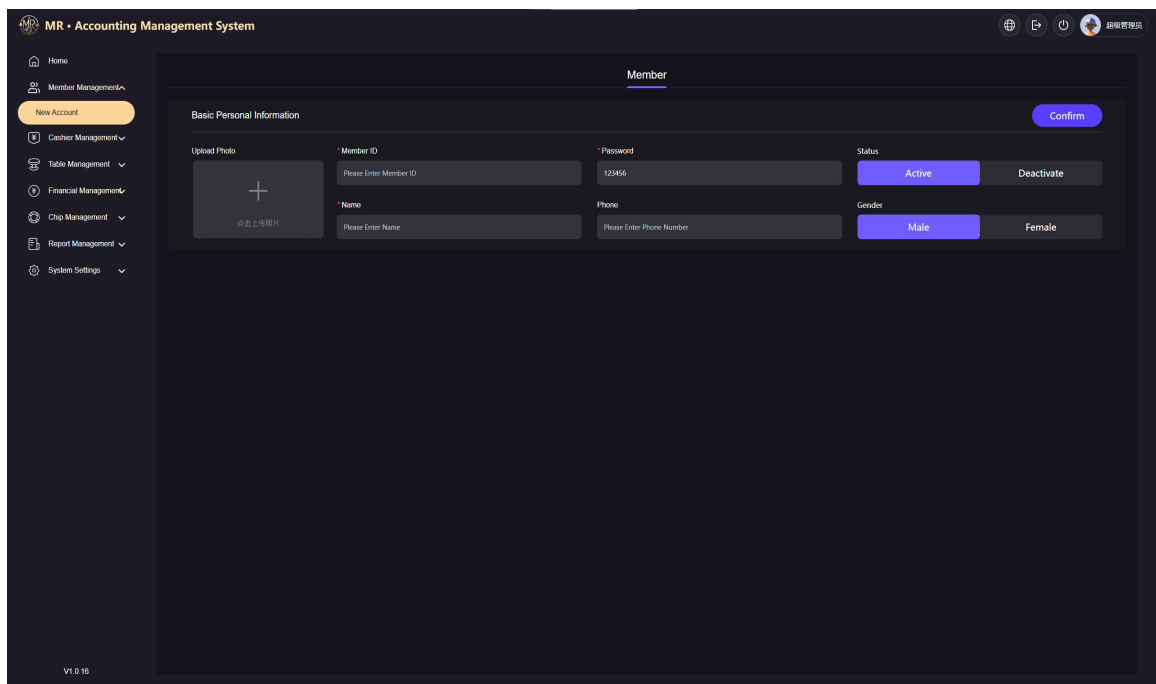 MR • Accounting Management System
超级管理员
Home
Member Management
New Account
Cashier Management
Table Management
Financial Management
Chip Management
Report Management
System Settings
V1.0.16
Member
Basic Personal Information
Confirm
Upload Photo
点击上传照片
* Member ID
Please Enter Member ID
* Password
123456
Status
Active
Deactivate
* Name
Please Enter Name
Phone
Please Enter Phone Number
Gender
Male
Female